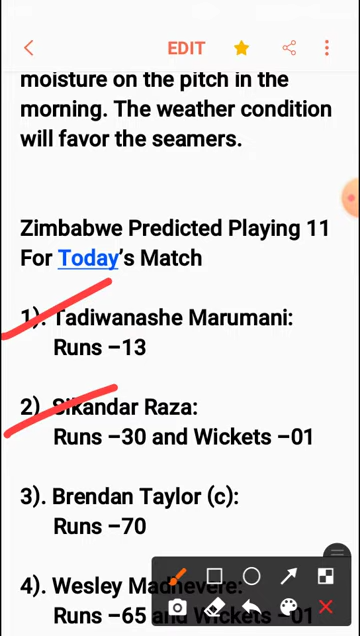 EDIT
moisture on the pitch in the
morning. The weather condition
will favor the seamers.
Zimbabwe Predicted Playing 11
For Today's Match
1). Tadiwanashe Marumani:
Runs –13
2) Sikandar Raza:
Runs –30 and Wickets –01
3). Brendan Taylor (c):
Runs –70
4). Wesley Madhevere:
Runs –65 and Wickets –01